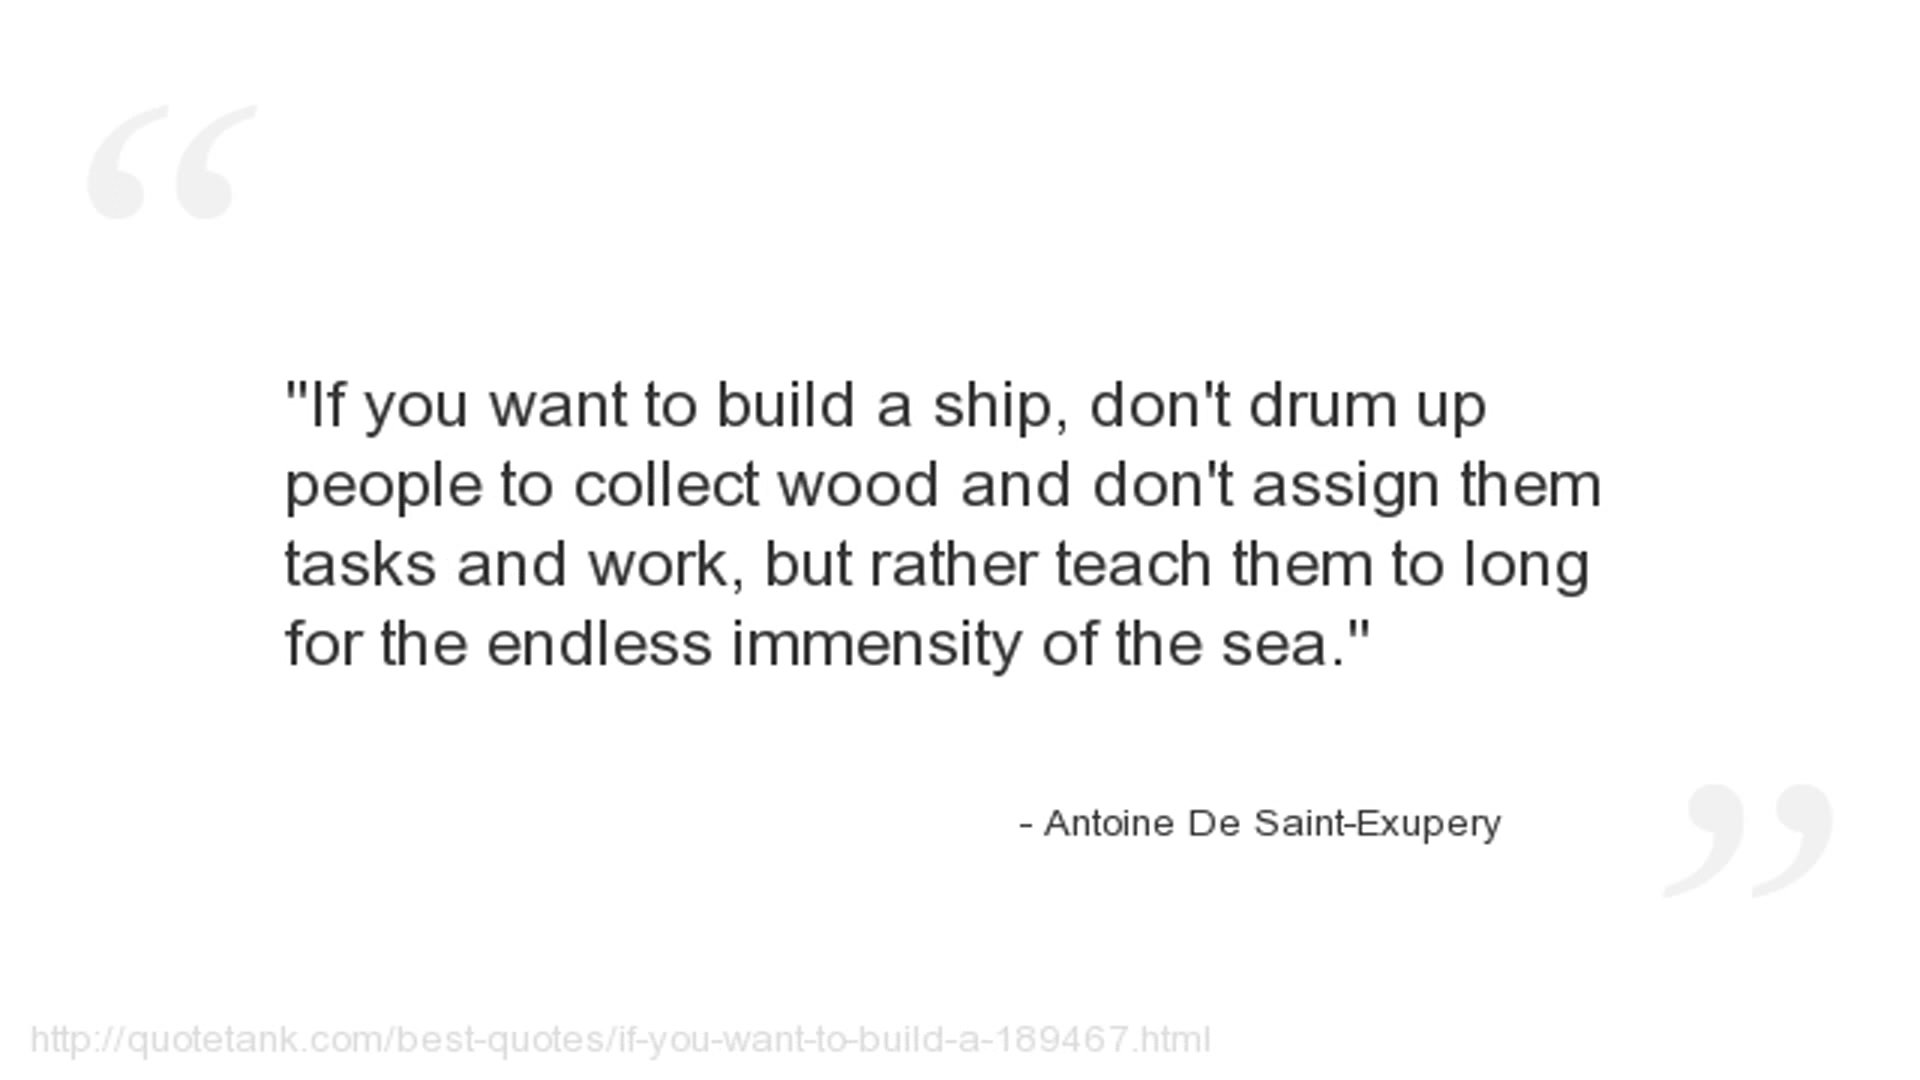 "If you want to build a ship, don't drum up
people to collect wood and don't assign them
tasks and work, but rather teach them to long
for the endless immensity of the sea."
- Antoine De Saint-Exupery
http://quotetank.com/best-quotes/if-you-want-to-build-a-189467.html